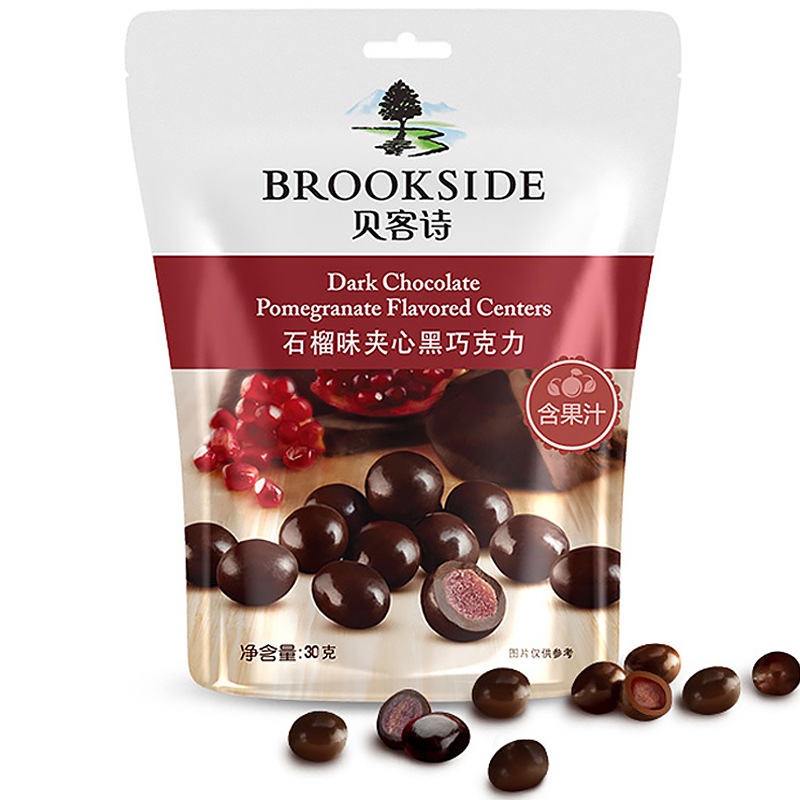 BROOKSIDE
贝客诗
Dark Chocolate
Pomegranate Flavored Centers
石榴味夹心黑巧克力
含果汁
净含量:30克
图片仅供参考